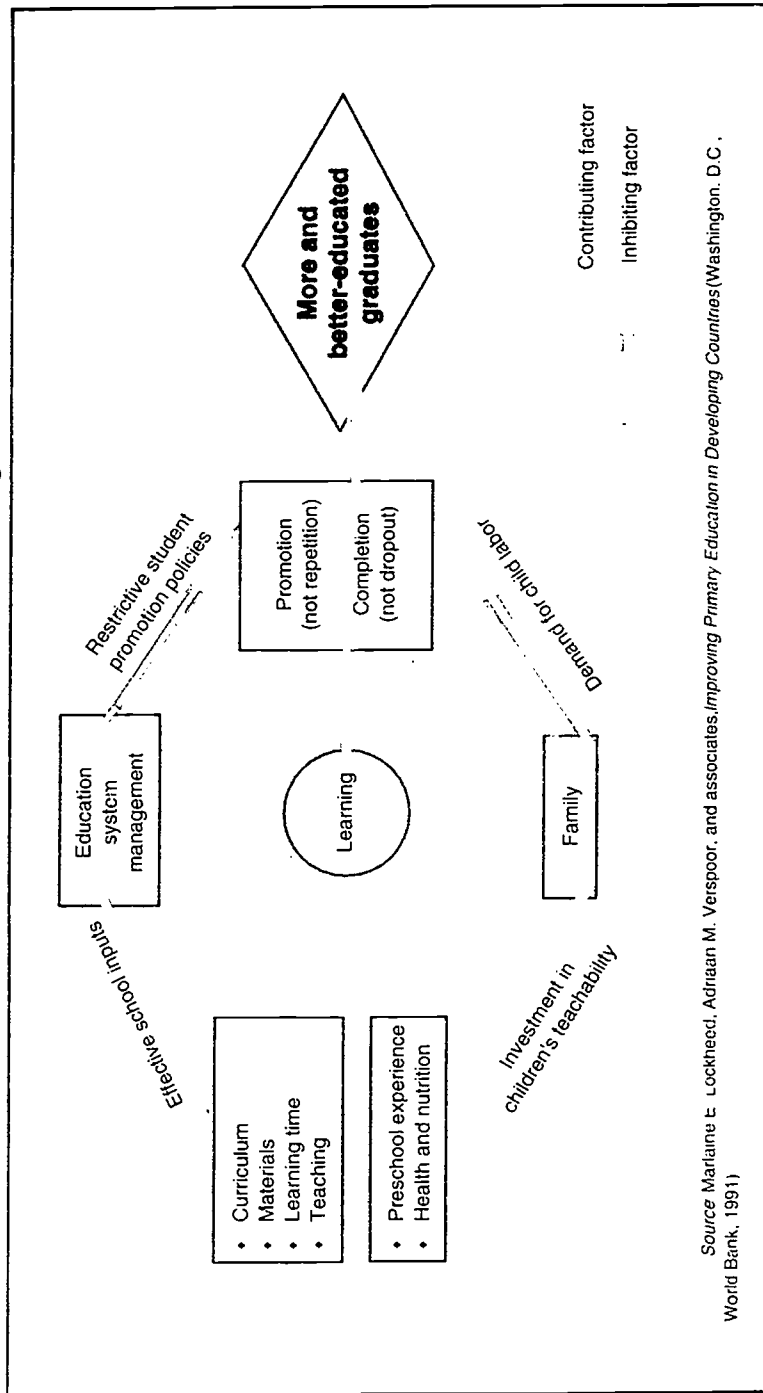 Effective school inputs
Education
system
management
Restrictive student
promotion policies
• Curriculum
• Materials
• Learning time
• Teaching
• Preschool experience
• Health and nutrition
Learning
Promotion
(not repetition)
Completion
(not dropout)
More and
better-educated
graduates
Investment in
children's teachability
Family
Demand for child labor
Contributing factor
Inhibiting factor
Source Marlaine E Lockheed, Adriaan M. Verspoor, and associates, Improving Primary Education in Developing Countries (Washington. D.C.,
World Bank, 1991)